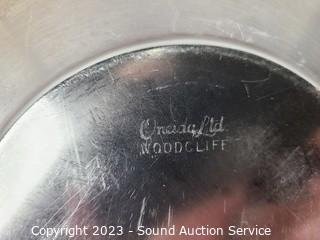 Oneida Ltd.
WOODCLIFF
Copyright 2023 - Sound Auction Service